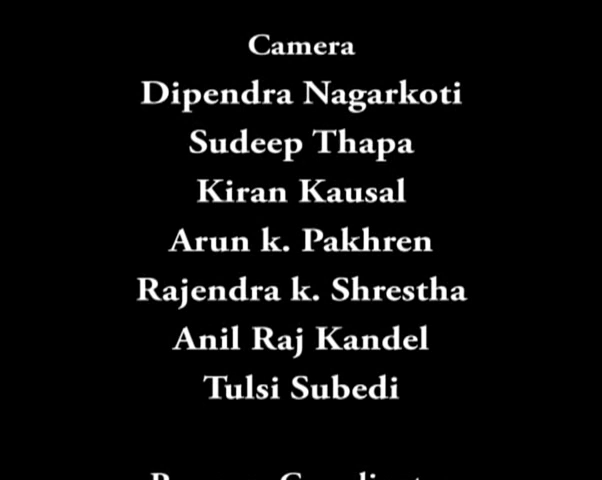 Camera
Dipendra Nagarkoti
Sudeep Thapa
Kiran Kausal
Arun k. Pakhren
Rajendra k. Shrestha
Anil Raj Kandel
Tulsi Subedi